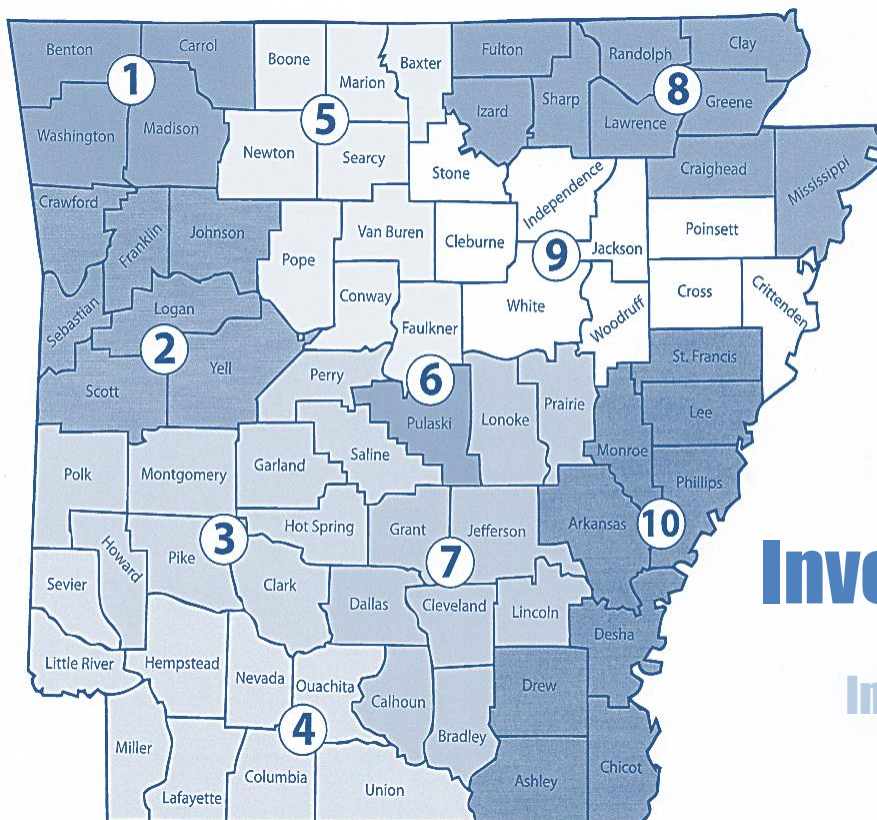 Benton
Carrol
Boone
Marion
Baxter
Fulton
Randolph
Clay
1
8
5
Izard
Sharp
Lawrence
Greene
Washington
Madison
Newton
Searcy
Stone
Craighead
Mississippi
Crawford
Franklin
Johnson
Independence
Pope
Van Buren
Cleburne
9
Jackson
Poinsett
Sebastian
Logan
Conway
Faulkner
White
Woodruff
Cross
Crittenden
2
Yell
Scott
Perry
6
Pulaski
Lonoke
Prairie
St. Francis
Lee
Monroe
Phillips
Polk
Montgomery
Garland
Saline
Hot Spring
Grant
Jefferson
Arkansas
10
3
Howard
Pike
7
Inve
Sevier
Clark
Dallas
Cleveland
Lincoln
Desha
Little River
Hempstead
Nevada
Ouachita
Calhoun
Drew
In
4
Bradley
Miller
Lafayette
Columbia
Union
Ashley
Chicot